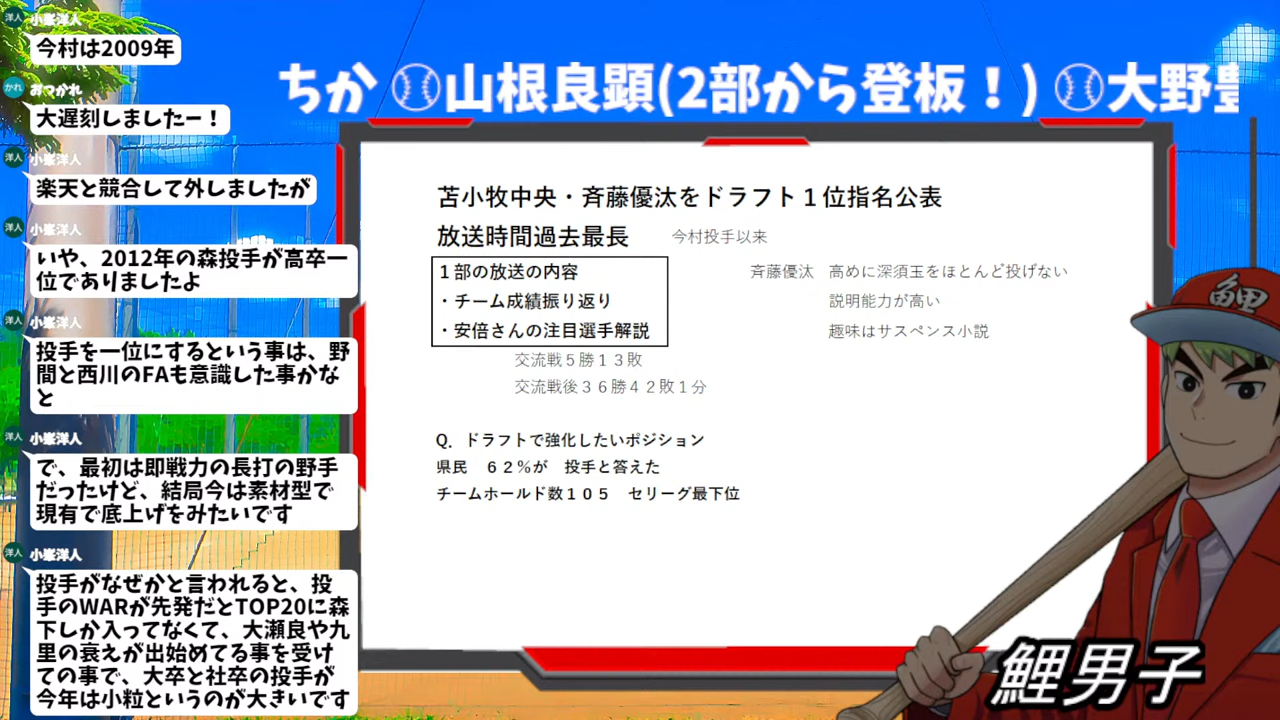 小峯洋人
今村は2009年
かれ
おつかれ
大遅刻しましたー！
洋人
小峯洋人
楽天と競合して外しましたが
洋人
小峯洋人
いや、2012年の森投手が高卒一
位でありましたよ
洋人
小峯洋人
投手を一位にするという事は、野
間と西川のFAも意識した事かな
と
洋人
小峯洋人
で、最初は即戦力の長打の野手
だったけど、結局今は素材型で
現有で底上げをみたいです
洋人
小峯洋人
投手がなぜかと言われると、投
手のWARが先発だとTOP20に森
下しか入ってなくて、大瀬良や九
里の衰えが出始めてる事を受け
ての事で、大卒と社卒の投手が
今年は小粒というのが大きいです
ちか ⚾山根良顕(2部から登板！) ⚾大野豊
苫小牧中央・斉藤優汰をドラフト１位指名公表
放送時間過去最長 今村投手以来
１部の放送の内容
・チーム成績振り返り
・安倍さんの注目選手解説
交流戦５勝１３敗
交流戦後３６勝４２敗１分
斉藤優汰 高めに深須玉をほとんど投げない
説明能力が高い
趣味はサスペンス小説
Q. ドラフトで強化したいポジション
県民 ６２％が 投手と答えた
チームホールド数１０５ セリーグ最下位
鯉
鯉男子